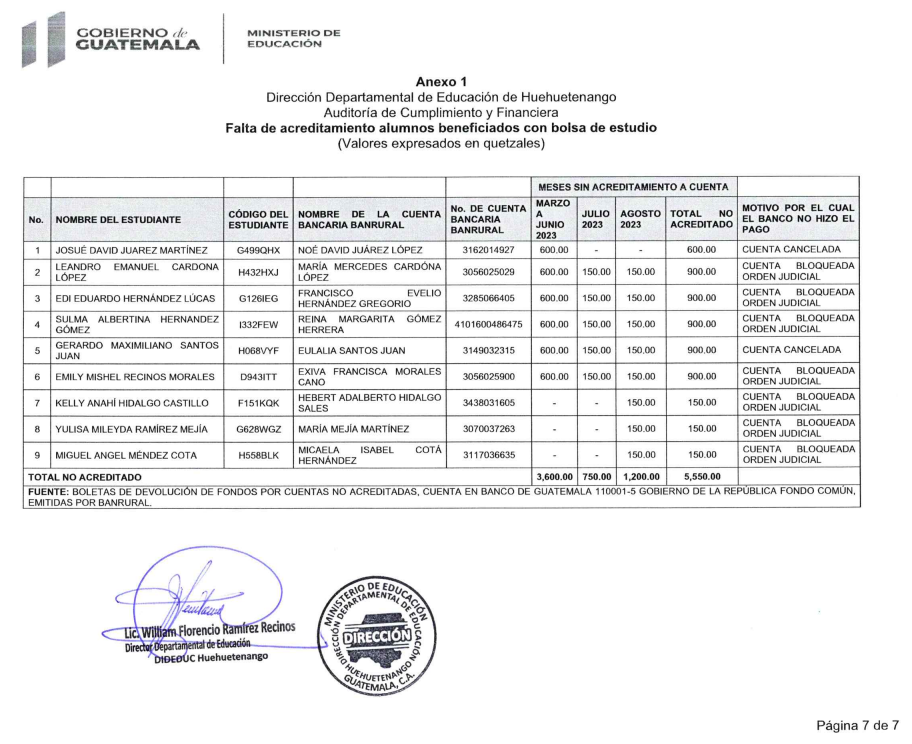 GOBIERNO de
GUATEMALA
MINISTERIO DE
EDUCACIÓN
Anexo 1
Dirección Departamental de Educación de Huehuetenango
Auditoría de Cumplimiento y Financiera
Falta de acreditamiento alumnos beneficiados con bolsa de estudio
(Valores expresados en quetzales)
MESES SIN ACREDITAMIENTO A CUENTA
No. NOMBRE DEL ESTUDIANTE CÓDIGO DEL ESTUDIANTE NOMBRE DE LA CUENTA BANCARIA BANRURAL No. DE CUENTA BANCARIA BANRURAL MARZO A JUNIO 2023 JULIO 2023 AGOSTO 2023 TOTAL NO ACREDITADO MOTIVO POR EL CUAL EL BANCO NO HIZO EL PAGO
1 JOSUÉ DAVID JUAREZ MARTÍNEZ G499QHX NOÉ DAVID JUÁREZ LÓPEZ 3162014927 600.00 - - 600.00 CUENTA CANCELADA
2 LEANDRO EMANUEL CARDONA LÓPEZ H432HXJ MARÍA MERCEDES CARDÓNA LÓPEZ 3056025029 600.00 150.00 150.00 900.00 CUENTA BLOQUEADA ORDEN JUDICIAL
3 EDI EDUARDO HERNÁNDEZ LÚCAS G126IEG FRANCISCO EVELIO HERNÁNDEZ GREGORIO 3285066405 600.00 150.00 150.00 900.00 CUENTA BLOQUEADA ORDEN JUDICIAL
4 SULMA ALBERTINA HERNANDEZ GÓMEZ I332FEW REINA MARGARITA GÓMEZ HERRERA 4101600486475 600.00 150.00 150.00 900.00 CUENTA BLOQUEADA ORDEN JUDICIAL
5 GERARDO MAXIMILIANO SANTOS JUAN H068VYF EULALIA SANTOS JUAN 3149032315 600.00 150.00 150.00 900.00 CUENTA CANCELADA
6 EMILY MISHEL RECINOS MORALES D943ITT EXIVA FRANCISCA MORALES CANO 3056025900 600.00 150.00 150.00 900.00 CUENTA BLOQUEADA ORDEN JUDICIAL
7 KELLY ANAHÍ HIDALGO CASTILLO F151KQK HEBERT ADALBERTO HIDALGO SALES 3438031605 - - 150.00 150.00 CUENTA BLOQUEADA ORDEN JUDICIAL
8 YULISA MILEYDA RAMÍREZ MEJÍA G628WGZ MARÍA MEJÍA MARTÍNEZ 3070037263 - - 150.00 150.00 CUENTA BLOQUEADA ORDEN JUDICIAL
9 MIGUEL ANGEL MÉNDEZ COTA H558BLK MICAELA ISABEL COTÁ HERNÁNDEZ 3117036635 - - 150.00 150.00 CUENTA BLOQUEADA ORDEN JUDICIAL
TOTAL NO ACREDITADO 3,600.00 750.00 1,200.00 5,550.00
FUENTE: BOLETAS DE DEVOLUCIÓN DE FONDOS POR CUENTAS NO ACREDITADAS, CUENTA EN BANCO DE GUATEMALA 110001-5 GOBIERNO DE LA REPÚBLICA FONDO COMÚN,
EMITIDAS POR BANRURAL.
Lic. William Florencio Ramírez Recinos
Director Departamental de Educación
DIDEDUC Huehuetenango
MINISTERIO DE EDUCACIÓN
DIRECCIÓN DEPARTAMENTAL DE EDUCACIÓN
DIRECCIÓN
HUEHUETENANGO
GUATEMALA, C.A.
Página 7 de 7